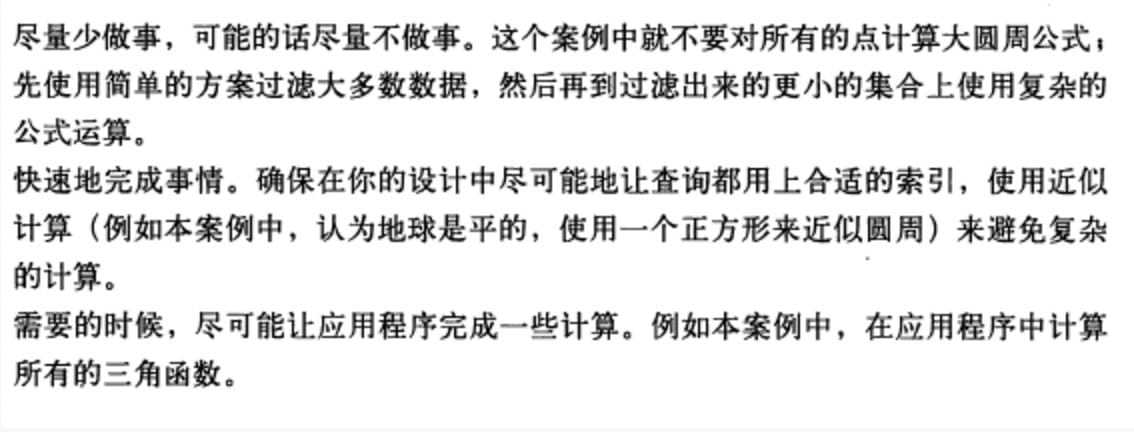 尽量少做事，可能的话尽量不做事。这个案例中就不要对所有的点计算大圆周公式；
先使用简单的方案过滤大多数数据，然后再到过滤出来的更小的集合上使用复杂的
公式运算。
快速地完成事情。确保在你的设计中尽可能地让查询都用上合适的索引，使用近似
计算（例如本案例中，认为地球是平的，使用一个正方形来近似圆周）来避免复杂
的计算。
需要的时候，尽可能让应用程序完成一些计算。例如本案例中，在应用程序中计算
所有的三角函数。